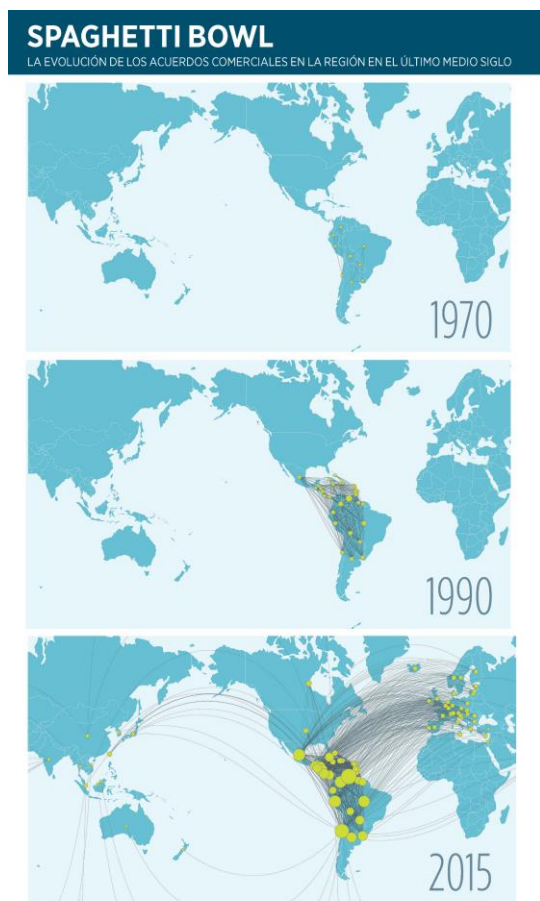 SPAGHETTI BOWL
LA EVOLUCIÓN DE LOS ACUERDOS COMERCIALES EN LA REGIÓN EN EL ÚLTIMO MEDIO SIGLO
1970
1990
2015